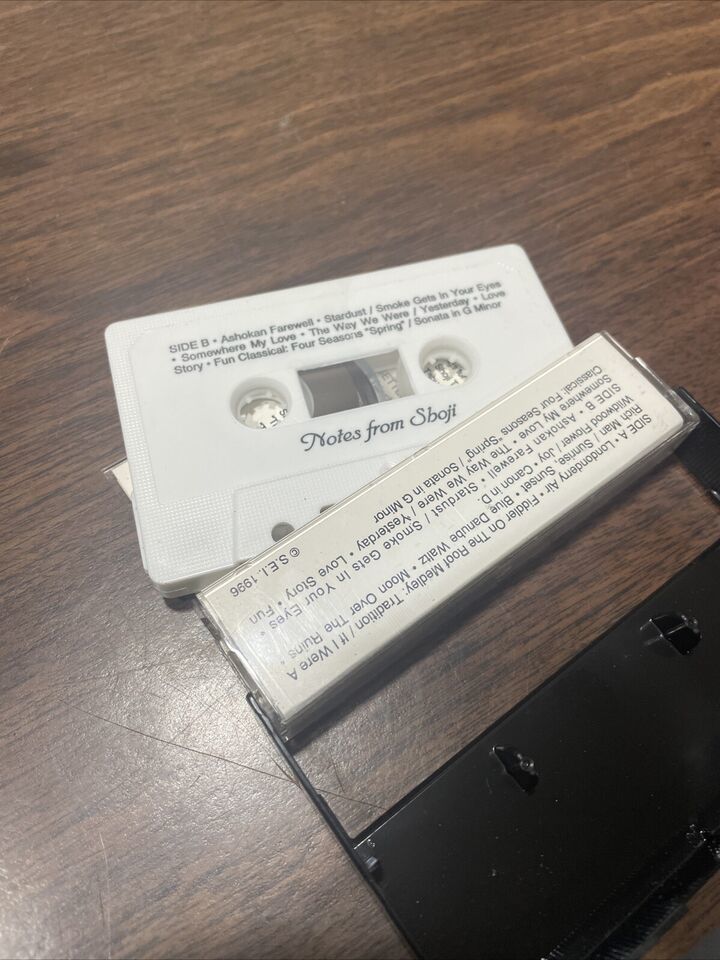 SIDE B • Ashokan Farewell • Stardust / Smoke Gets In Your Eyes
• Somewhere My Love • The Way We Were / Yesterday • Love
Story • Fun Classical: Four Seasons "Spring" / Sonata in G Minor
Notes from Shoji
SIDE A - Londonderry Air • Fiddler On The Roof Medley: Tradition / If I Were A
Rich Man / Sunrise, Sunset • Blue Danube Waltz • Moon Over The Ruins •
Wildwood Flower / Joy • Canon in D.
SIDE B • Ashokan Farewell • Stardust / Smoke Gets In Your Eyes •
Somewhere My Love • The Way We Were / Yesterday • Love Story • Fun
Classical: Four Seasons "Spring" / Sonata in G Minor
© S.E.I. 1996